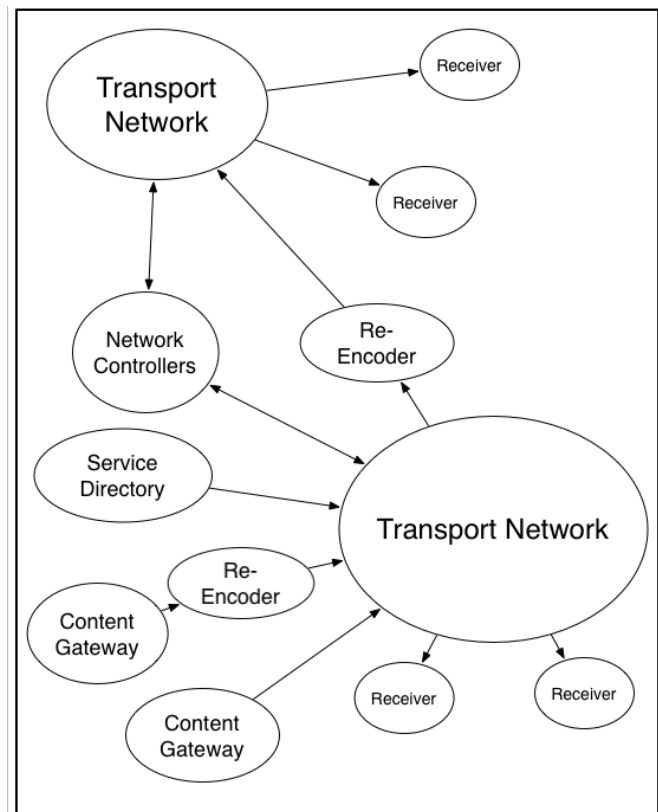 Transport
Network
Receiver
Receiver
Network
Controllers
Re-
Encoder
Service
Directory
Transport Network
Re-
Encoder
Content
Gateway
Receiver
Receiver
Content
Gateway